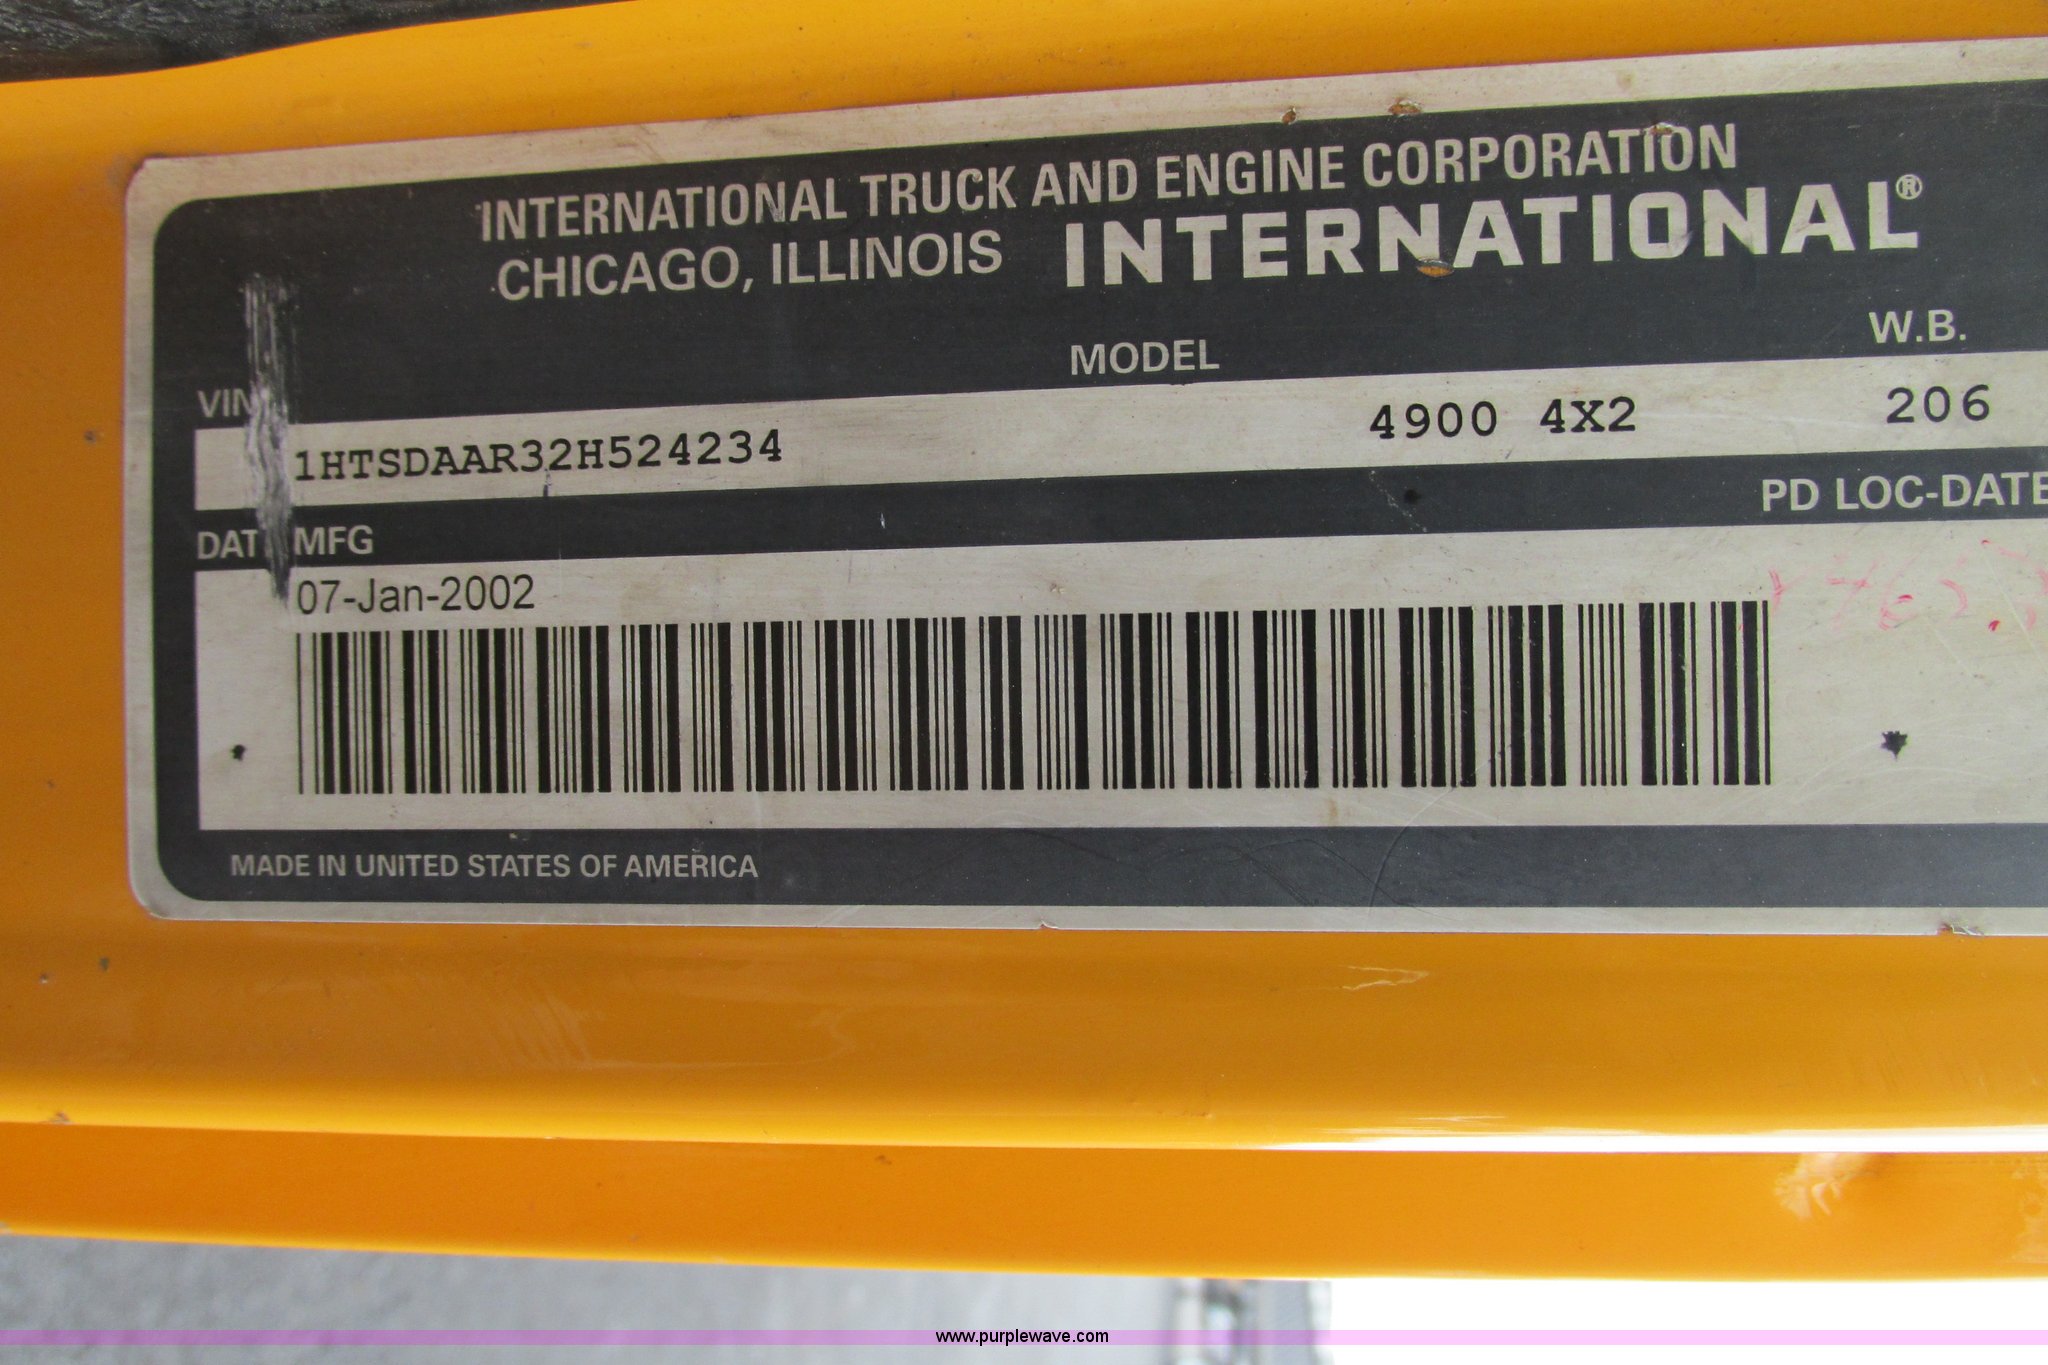 INTERNATIONAL TRUCK AND ENGINE CORPORATION
CHICAGO, ILLINOIS INTERNATIONAL®
VIN MODEL W.B.
1HTSDAAR32H524234 4900 4X2 206
DAT MFG PD LOC-DATE
07-Jan-2002
MADE IN UNITED STATES OF AMERICA
www.purplewave.com